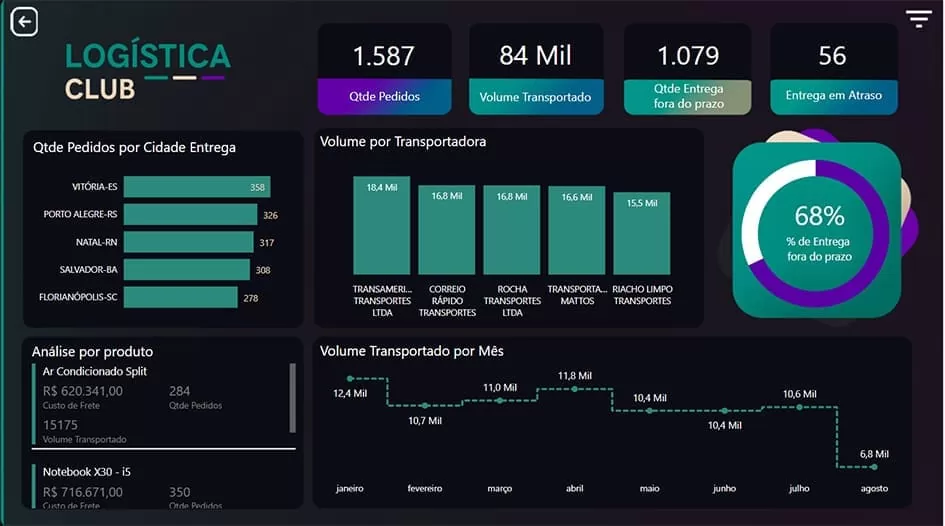 LOGÍSTICA
CLUB
1.587
Qtde Pedidos
84 Mil
Volume Transportado
1.079
Qtde Entrega
fora do prazo
56
Entrega em Atraso
Qtde Pedidos por Cidade Entrega
VITÓRIA-ES 358
PORTO ALEGRE-RS 326
NATAL-RN 317
SALVADOR-BA 308
FLORIANÓPOLIS-SC 278
Volume por Transportadora
18,4 Mil 16,8 Mil 16,8 Mil 16,6 Mil 15,5 Mil
TRANSAMERI... CORREIO ROCHA TRANSPORTA... RIACHO LIMPO
TRANSPORTES RÁPIDO TRANSPORTES MATTOS TRANSPORTES
LTDA TRANSPORTES LTDA
68%
% de Entrega
fora do prazo
Análise por produto
Ar Condicionado Split
R$ 620.341,00 284
Custo de Frete Qtde Pedidos
15175
Volume Transportado
Notebook X30 - i5
R$ 716.671,00 350
Custo de Frete Qtde Pedidos
Volume Transportado por Mês
12,4 Mil
10,7 Mil
11,0 Mil
11,8 Mil
10,4 Mil
10,4 Mil
10,6 Mil
6,8 Mil
janeiro fevereiro março abril maio junho julho agosto